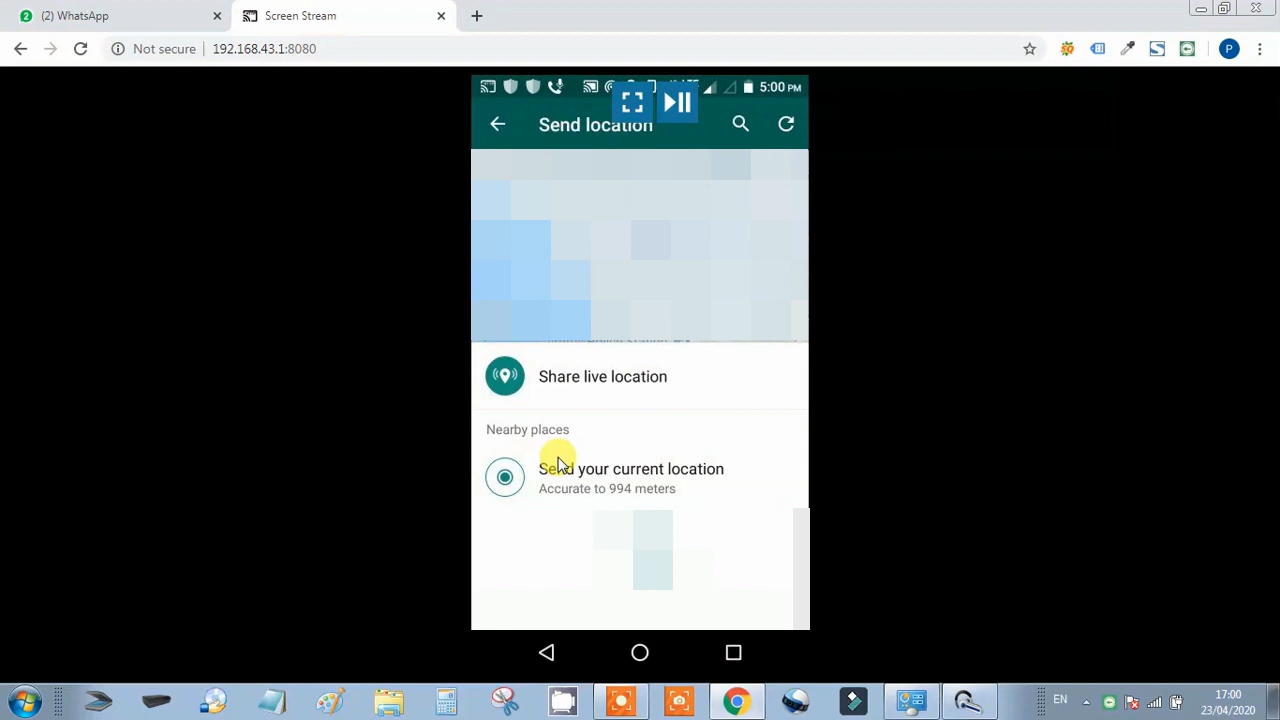 2
(2) WhatsApp
Screen Stream
Not secure
192.168.43.1:8080
P
5:00 PM
Send location
Share live location
Nearby places
Send your current location
Accurate to 994 meters
EN
17:00
23/04/2020